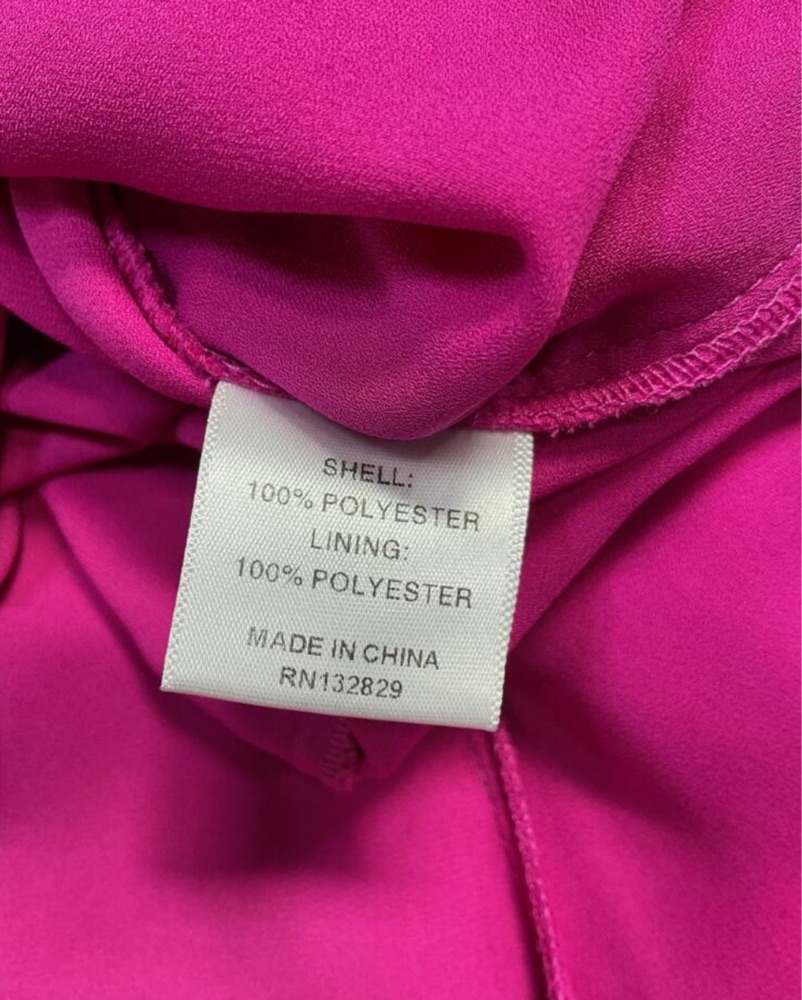 SHELL:
100% POLYESTER
LINING:
100% POLYESTER
MADE IN CHINA
RN132829